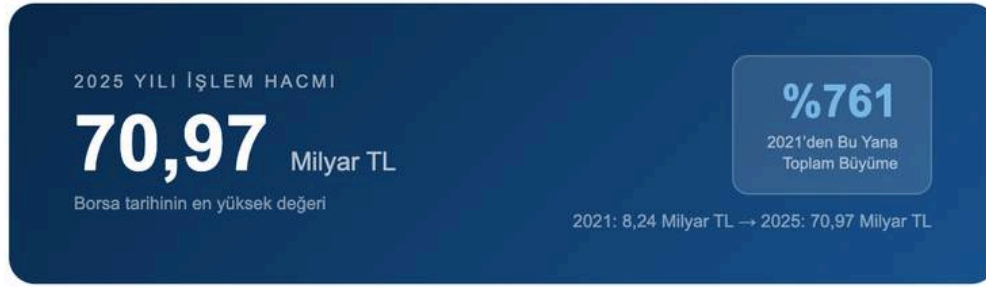 2025 YILI İŞLEM HACMI
70,97 Milyar TL
Borsa tarihinin en yüksek değeri
%761
2021'den Bu Yana
Toplam Büyüme
2021: 8,24 Milyar TL → 2025: 70,97 Milyar TL